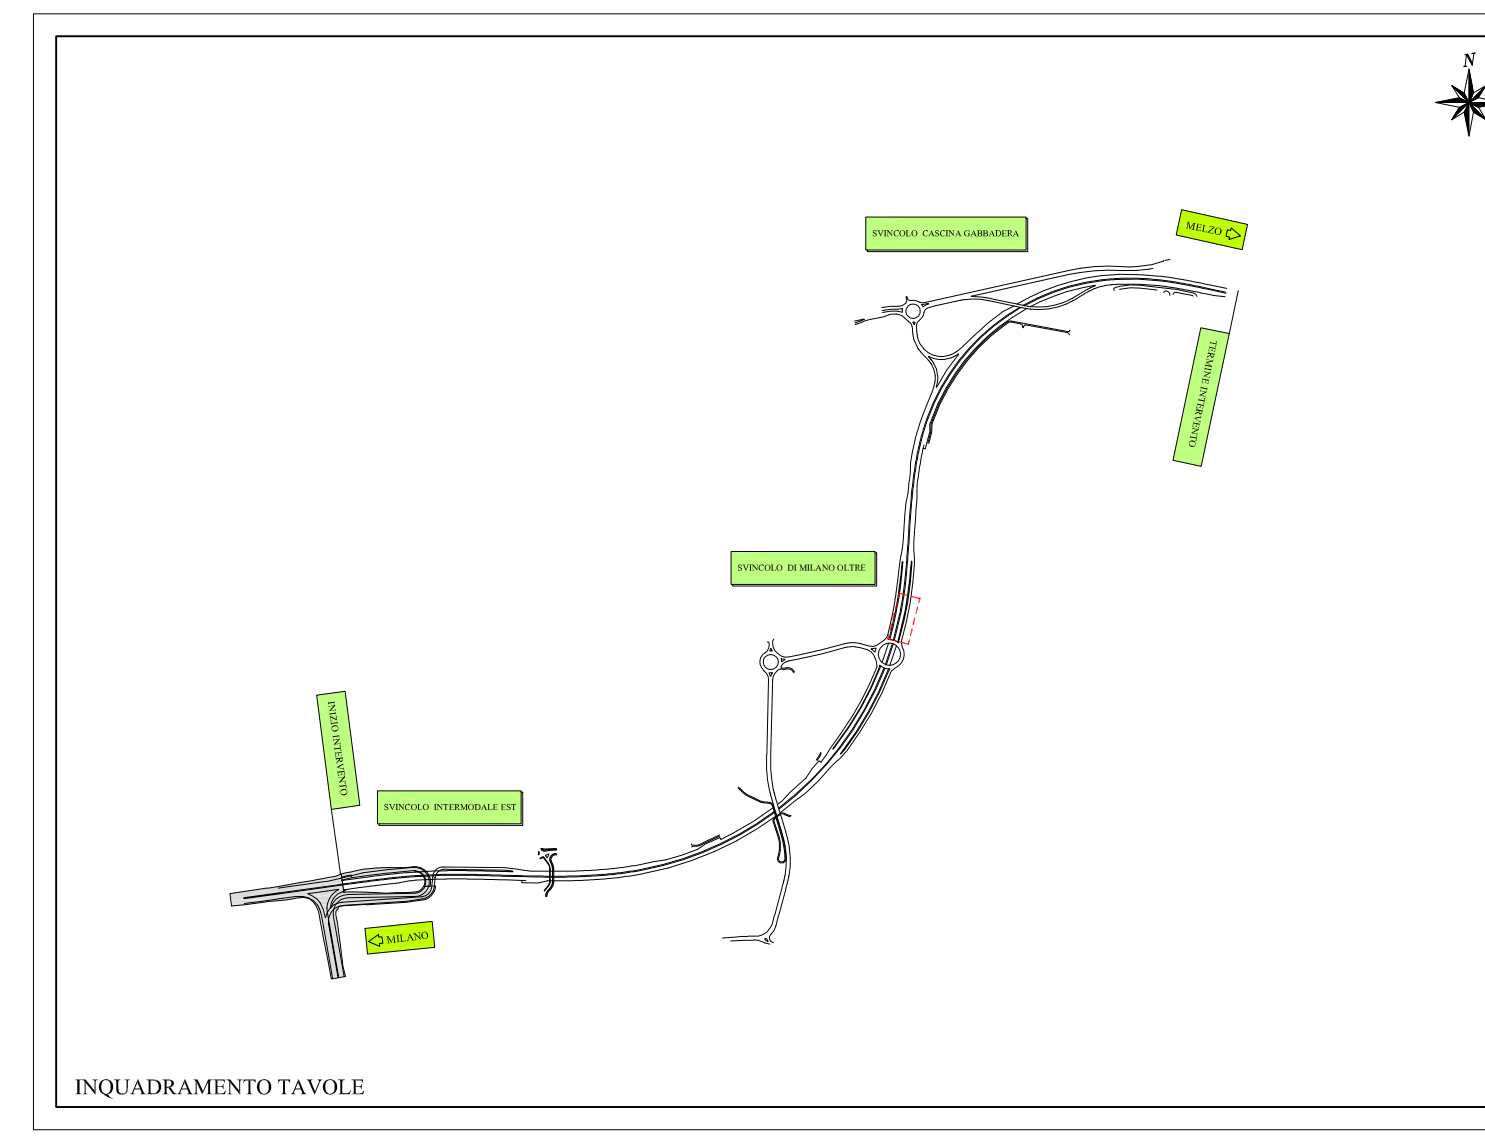 N
MELZO
SVINCOLO CASCINA GABBADERA
TERMINE INTERVENTO
SVINCOLO DI MILANO OLTRE
INIZIO INTERVENTO
SVINCOLO INTERMODALE EST
MILANO
INQUADRAMENTO TAVOLE